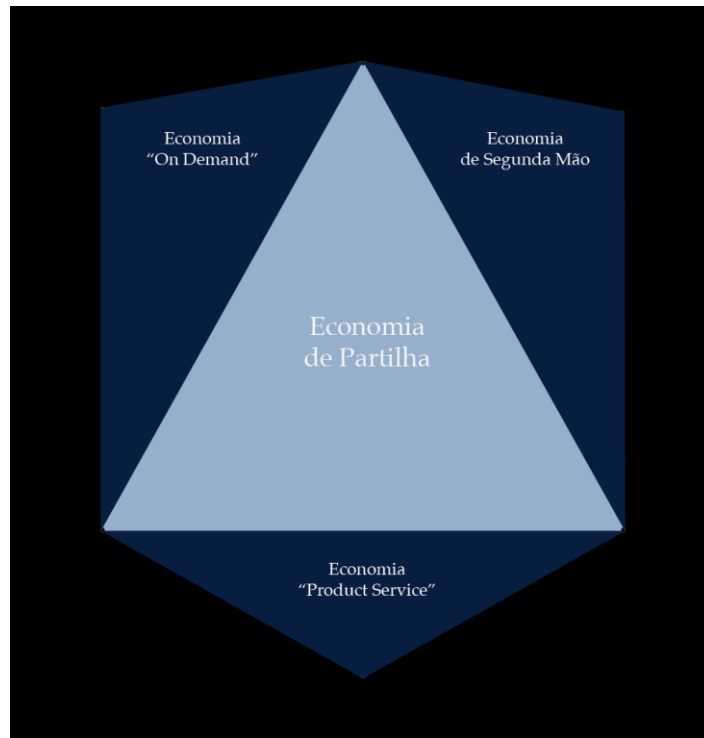 Economia
“On Demand”
Economia
de Segunda Mão
Economia
de Partilha
Economia
“Product Service”